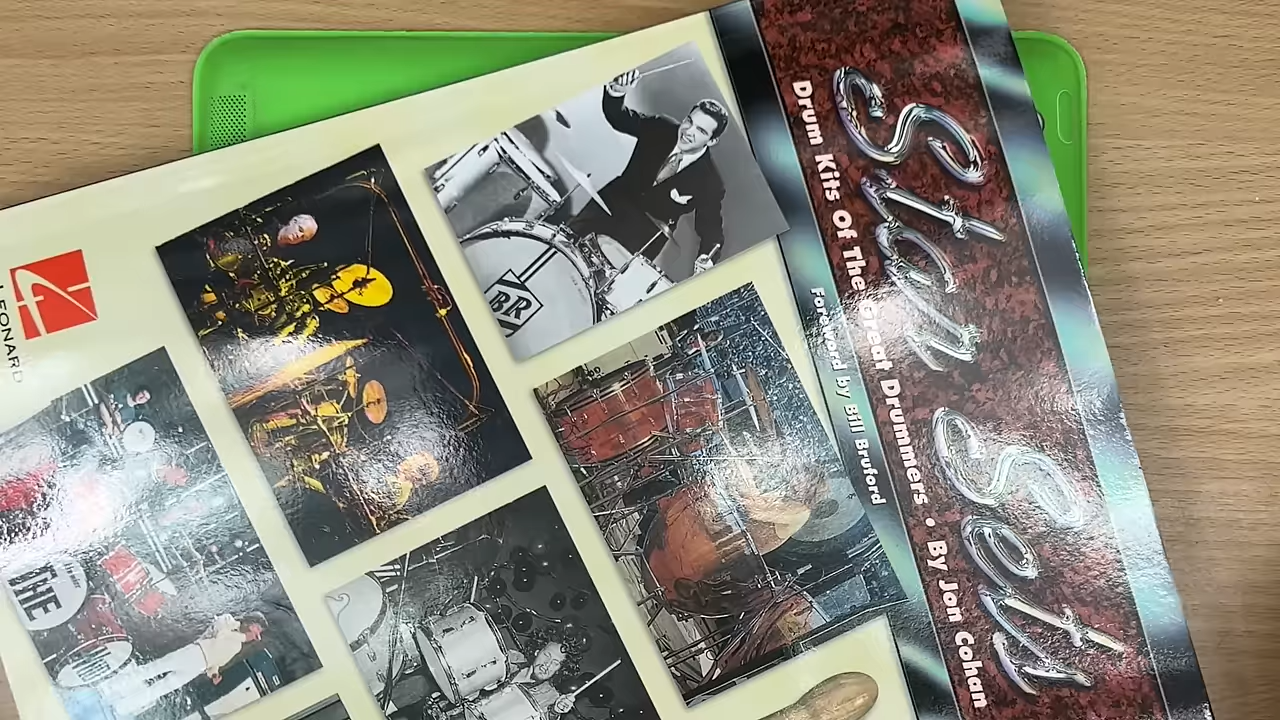 Star Sets
Drum Kits Of The Great Drummers • By Jon Cohan
Foreword by Bill Bruford
BR
LEONARD
THE